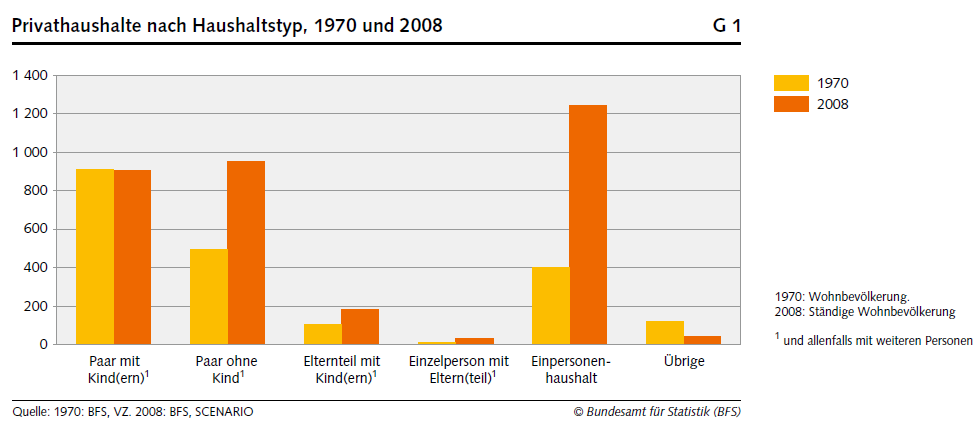 Privathaushalte nach Haushaltstyp, 1970 und 2008 G 1
1 400
1 200
1 000
800
600
400
200
0
Paar mit
Kind(ern)¹
Paar ohne
Kind¹
Elternteil mit
Kind(ern)¹
Einzelperson mit
Eltern(teil)¹
Einpersonen-
haushalt
Übrige
1970
2008
1970: Wohnbevölkerung.
2008: Ständige Wohnbevölkerung
¹ und allenfalls mit weiteren Personen
Quelle: 1970: BFS, VZ. 2008: BFS, SCENARIO © Bundesamt für Statistik (BFS)